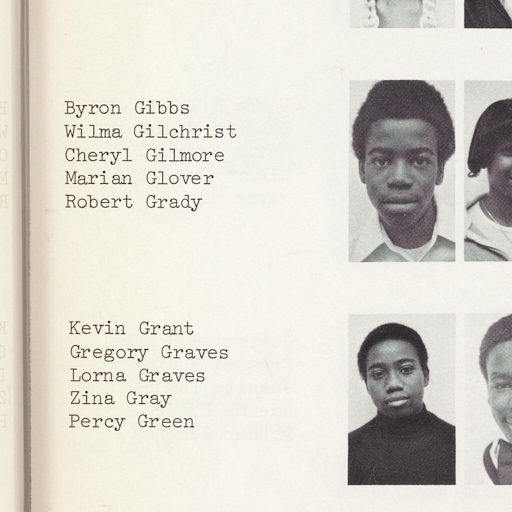 Byron Gibbs
Wilma Gilchrist
Cheryl Gilmore
Marian Glover
Robert Grady
Kevin Grant
Gregory Graves
Lorna Graves
Zina Gray
Percy Green